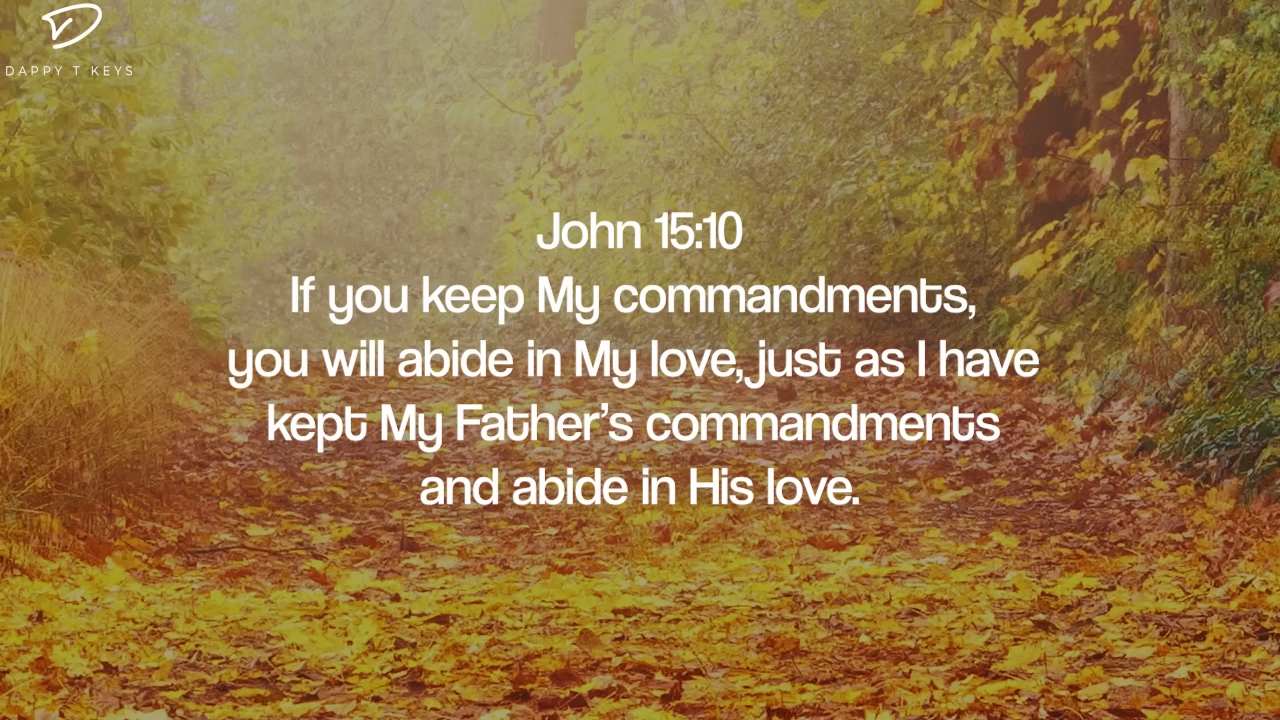 DAPPY T KEYS
John 15:10
If you keep My commandments,
you will abide in My love, just as I have
kept My Father’s commandments
and abide in His love.